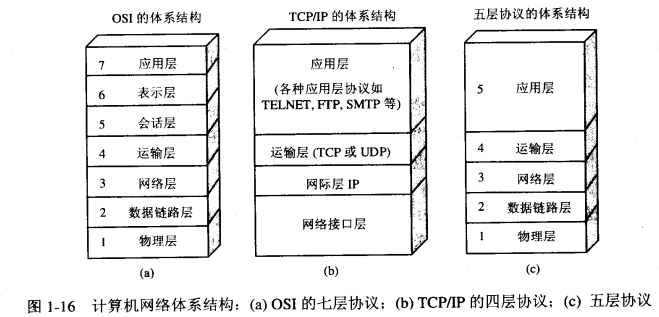 OSI 的体系结构
7 应用层
6 表示层
5 会话层
4 运输层
3 网络层
2 数据链路层
1 物理层
(a)
TCP/IP 的体系结构
应用层
(各种应用层协议如
TELNET, FTP, SMTP 等)
运输层 (TCP 或 UDP)
网际层 IP
网络接口层
(b)
五层协议的体系结构
5 应用层
4 运输层
3 网络层
2 数据链路层
1 物理层
(c)
图 1-16 计算机网络体系结构: (a) OSI 的七层协议; (b) TCP/IP 的四层协议; (c) 五层协议